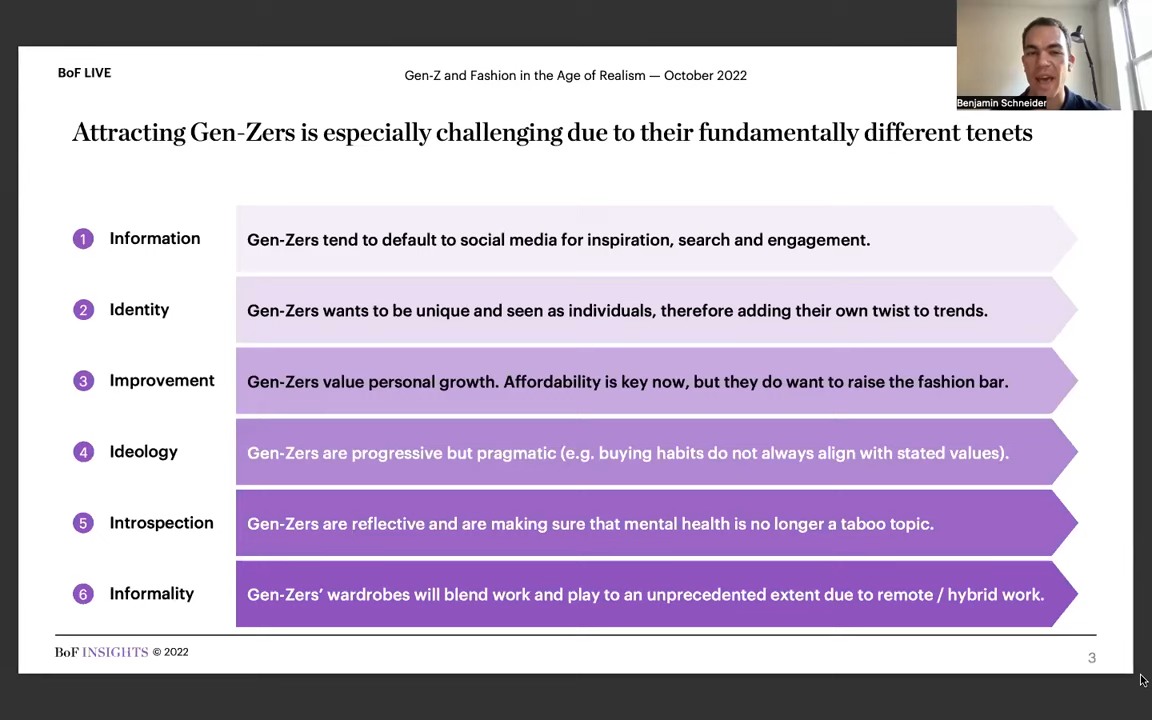 BoF LIVE
Gen-Z and Fashion in the Age of Realism — October 2022
Benjamin Schneider
Attracting Gen-Zers is especially challenging due to their fundamentally different tenets
1 Information
Gen-Zers tend to default to social media for inspiration, search and engagement.
2 Identity
Gen-Zers wants to be unique and seen as individuals, therefore adding their own twist to trends.
3 Improvement
Gen-Zers value personal growth. Affordability is key now, but they do want to raise the fashion bar.
4 Ideology
Gen-Zers are progressive but pragmatic (e.g. buying habits do not always align with stated values).
5 Introspection
Gen-Zers are reflective and are making sure that mental health is no longer a taboo topic.
6 Informality
Gen-Zers’ wardrobes will blend work and play to an unprecedented extent due to remote / hybrid work.
BoF INSIGHTS © 2022
3